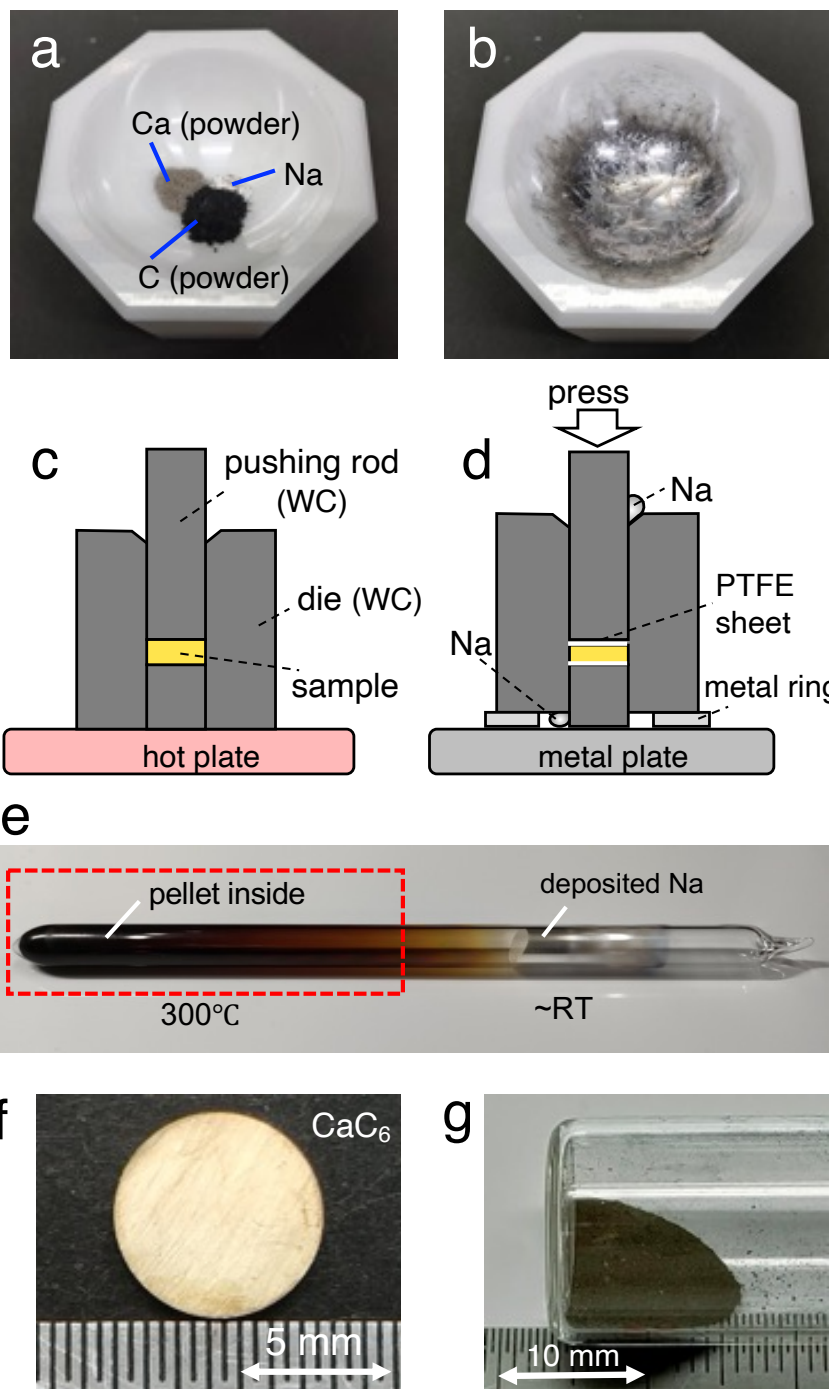 a
Ca (powder)
Na
C (powder)
b
c
pushing rod
(WC)
die (WC)
sample
hot plate
press
d
Na
PTFE
sheet
Na
metal ring
metal plate
e
pellet inside
deposited Na
300℃
~RT
f
CaC₆
5 mm
g
10 mm